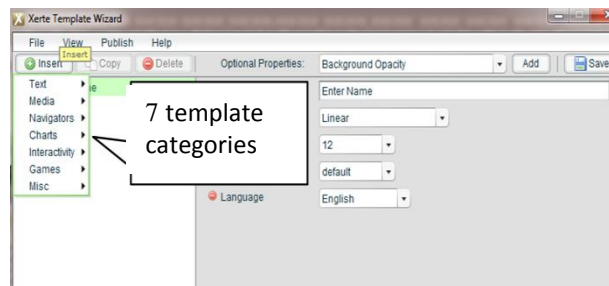 Xerte Template Wizard
File View Publish Help
Insert Copy Delete Optional Properties: Background Opacity Add Save
Insert
Text
Enter Name
Media
Navigators
Linear
Charts
12
Interactivity
Games
default
Misc
Language English
7 template
categories